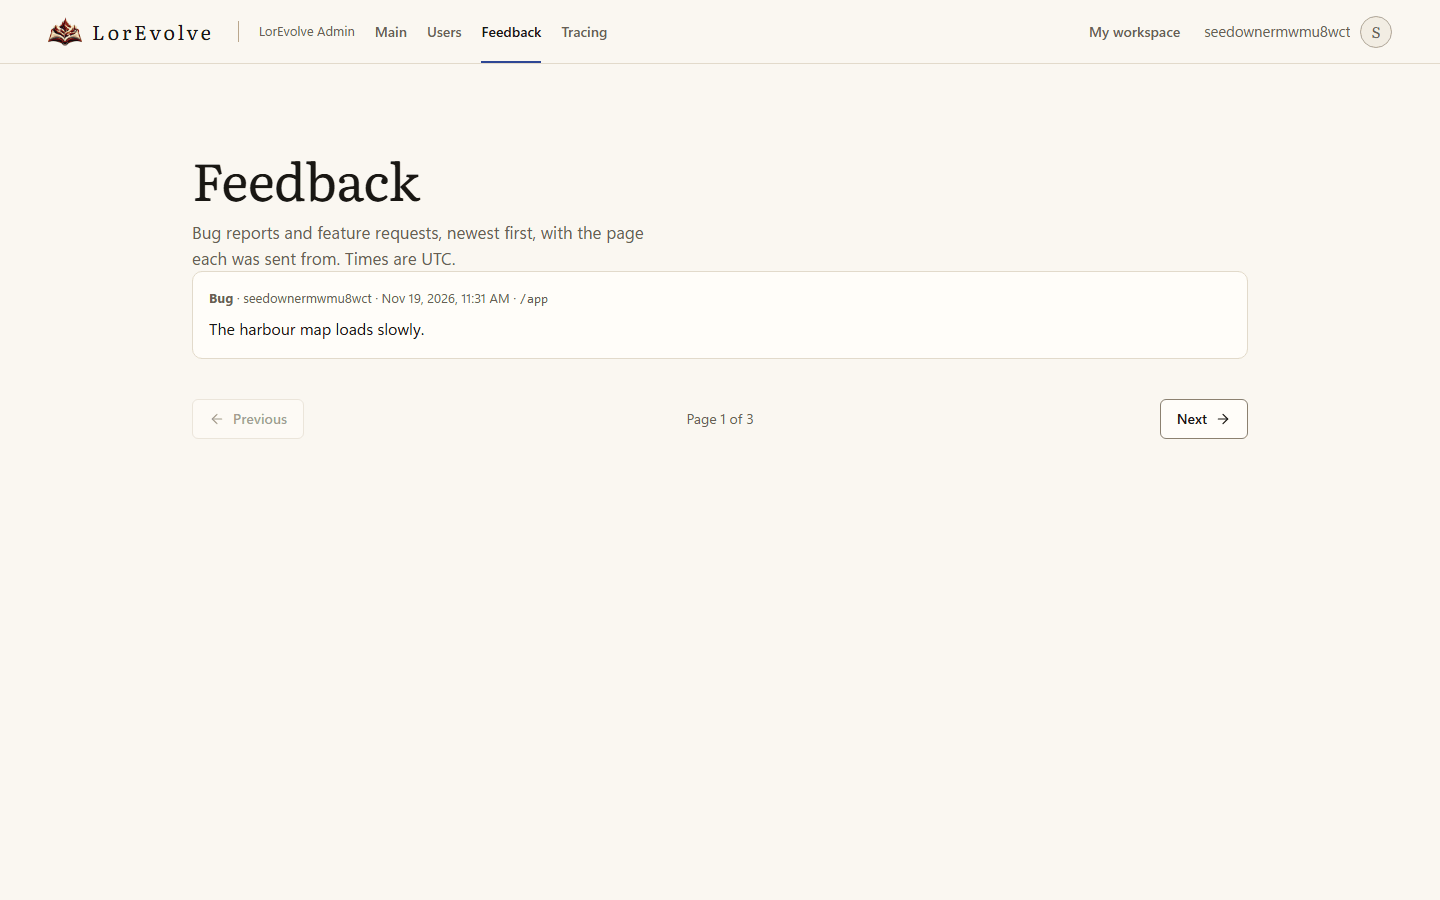 LorEvolve
LorEvolve Admin Main Users Feedback Tracing
My workspace seedownermwmu8wct S
Feedback
Bug reports and feature requests, newest first, with the page
each was sent from. Times are UTC.
Bug · seedownermwmu8wct · Nov 19, 2026, 11:31 AM · /app
The harbour map loads slowly.
← Previous
Page 1 of 3
Next →